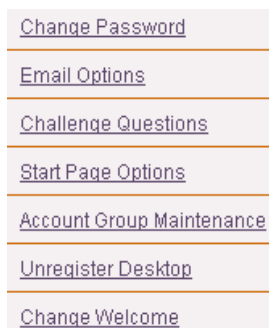 Change Password
Email Options
Challenge Questions
Start Page Options
Account Group Maintenance
Unregister Desktop
Change Welcome